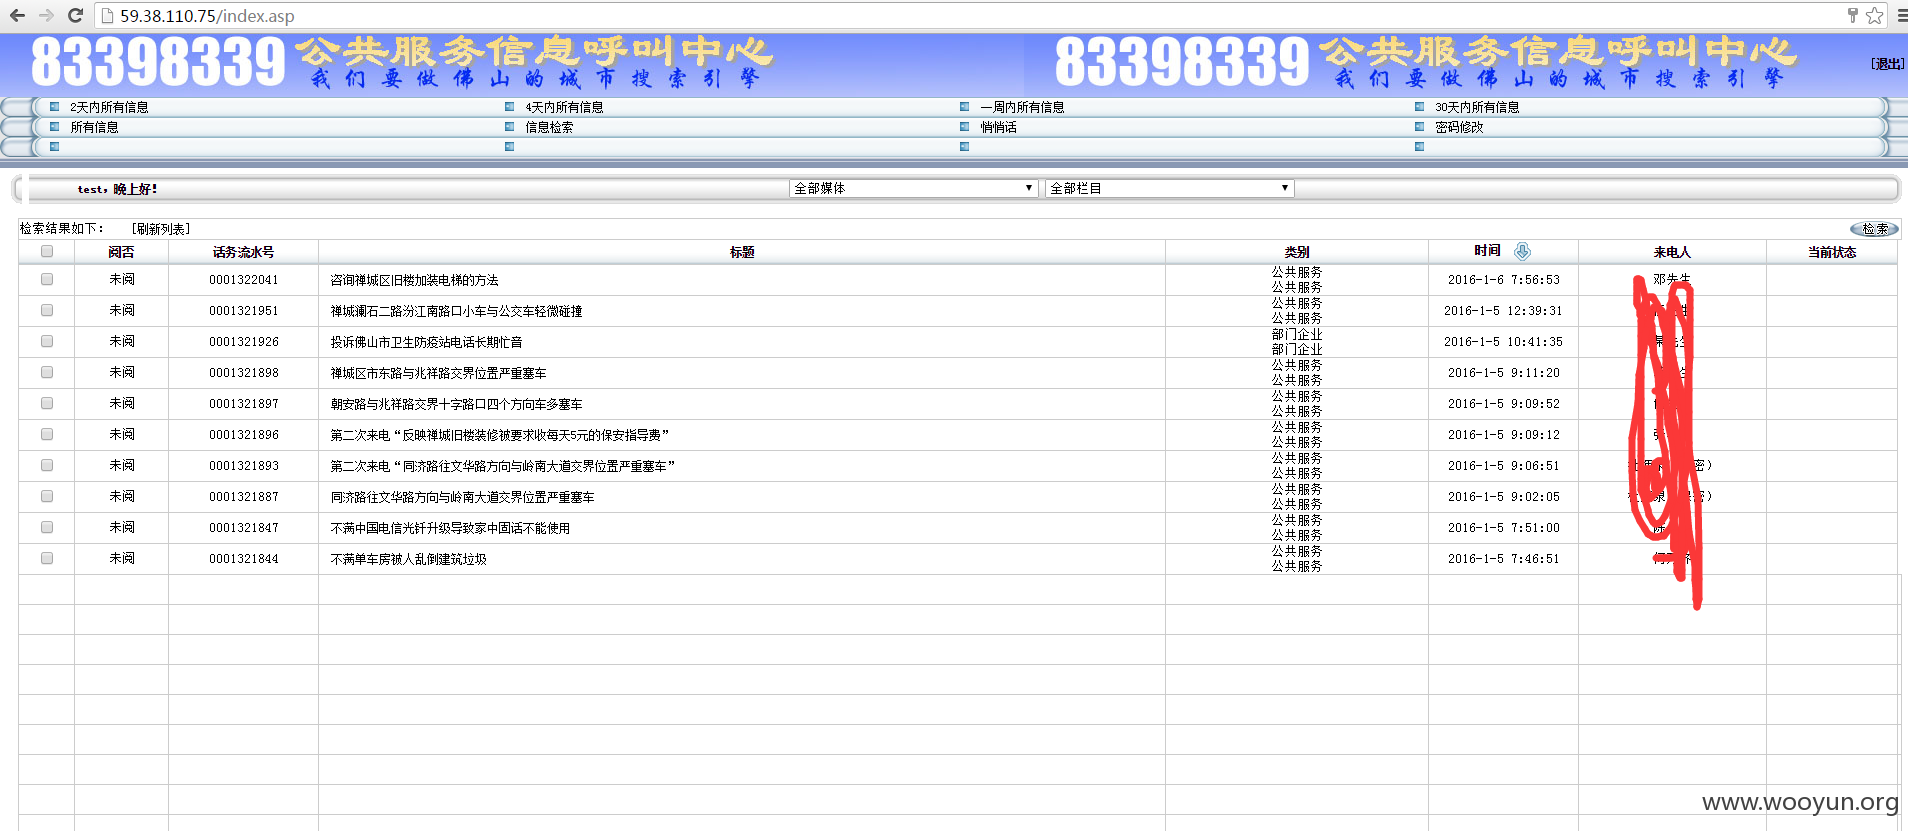 59.38.110.75/index.asp
83398339 公共服务信息呼叫中心 83398339 公共服务信息呼叫中心
我们要做佛山的城市搜索引擎 我们要做佛山的城市搜索引擎
[退出]
2天内所有信息 4天内所有信息 一周内所有信息 30天内所有信息
所有信息 信息检索 悄悄话 密码修改
test，晚上好！ 全部媒体 全部栏目
检索结果如下： [刷新列表] 检索
阅否 话务流水号 标题 类别 时间 来电人 当前状态
未阅 0001322041 咨询禅城区旧楼加装电梯的方法 公共服务 公共服务 2016-1-6 7:56:53 邓先生
未阅 0001321951 禅城澜石二路汾江南路口小车与公交车轻微碰撞 公共服务 公共服务 2016-1-5 12:39:31
未阅 0001321926 投诉佛山市卫生防疫站电话长期忙音 部门企业 部门企业 2016-1-5 10:41:35
未阅 0001321898 禅城区市东路与兆祥路交界位置严重塞车 公共服务 公共服务 2016-1-5 9:11:20
未阅 0001321897 朝安路与兆祥路交界十字路口四个方向车多塞车 公共服务 公共服务 2016-1-5 9:09:52
未阅 0001321896 第二次来电“反映禅城旧楼装修被要求收每天5元的保安指导费” 公共服务 公共服务 2016-1-5 9:09:12
未阅 0001321893 第二次来电“同济路往文华路方向与岭南大道交界位置严重塞车” 公共服务 公共服务 2016-1-5 9:06:51
未阅 0001321887 同济路往文华路方向与岭南大道交界位置严重塞车 公共服务 公共服务 2016-1-5 9:02:05
未阅 0001321847 不满中国电信光钎升级导致家中固话不能使用 公共服务 公共服务 2016-1-5 7:51:00
未阅 0001321844 不满单车房被人乱倒建筑垃圾 公共服务 公共服务 2016-1-5 7:46:51
www.wooyun.org